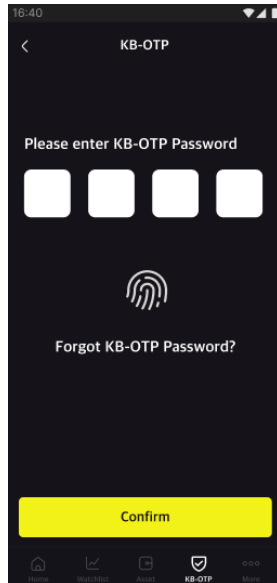 16:40
KB-OTP
Please enter KB-OTP Password
Forgot KB-OTP Password?
Confirm
Home Watchlist Asset KB-OTP More